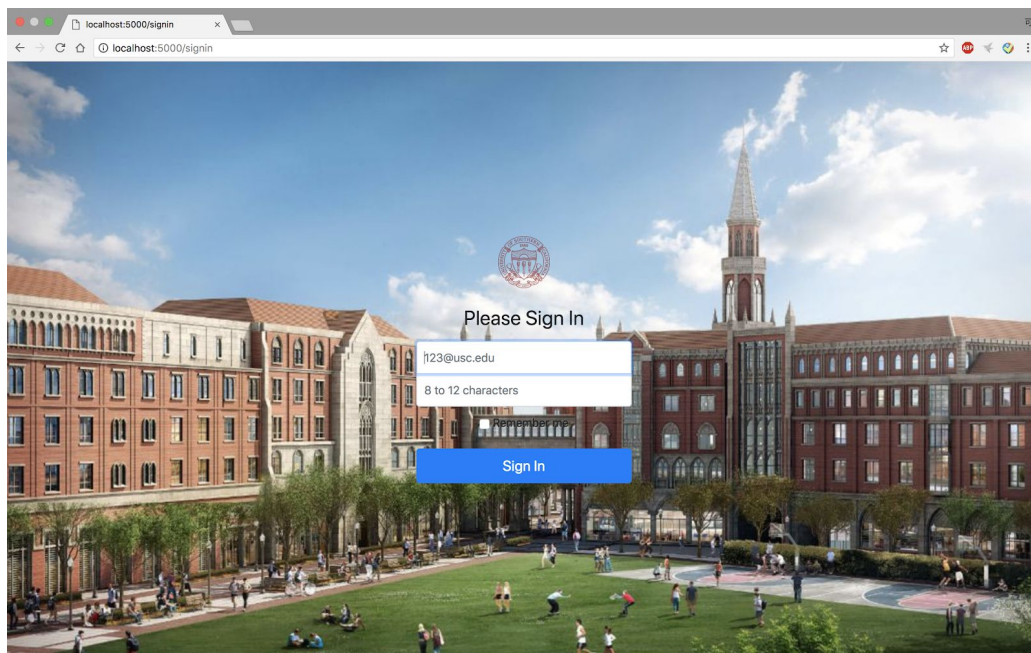 localhost:5000/signin
localhost:5000/signin
ABP
Please Sign In
123@usc.edu
8 to 12 characters
Remember me
Sign In